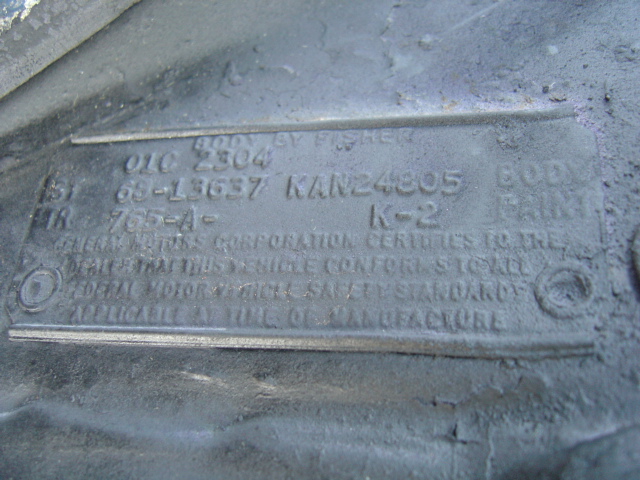 BODY BY FISHER
01C 2304
ST 69-13637 KAN24805 BODY
TR 765-A- K-2 PAINT
GENERAL MOTORS CORPORATION CERTIFIES TO THE
DEALER THAT THIS VEHICLE CONFORMS TO ALL
FEDERAL MOTOR VEHICLE SAFETY STANDARDS
APPLICABLE AT TIME OF MANUFACTURE